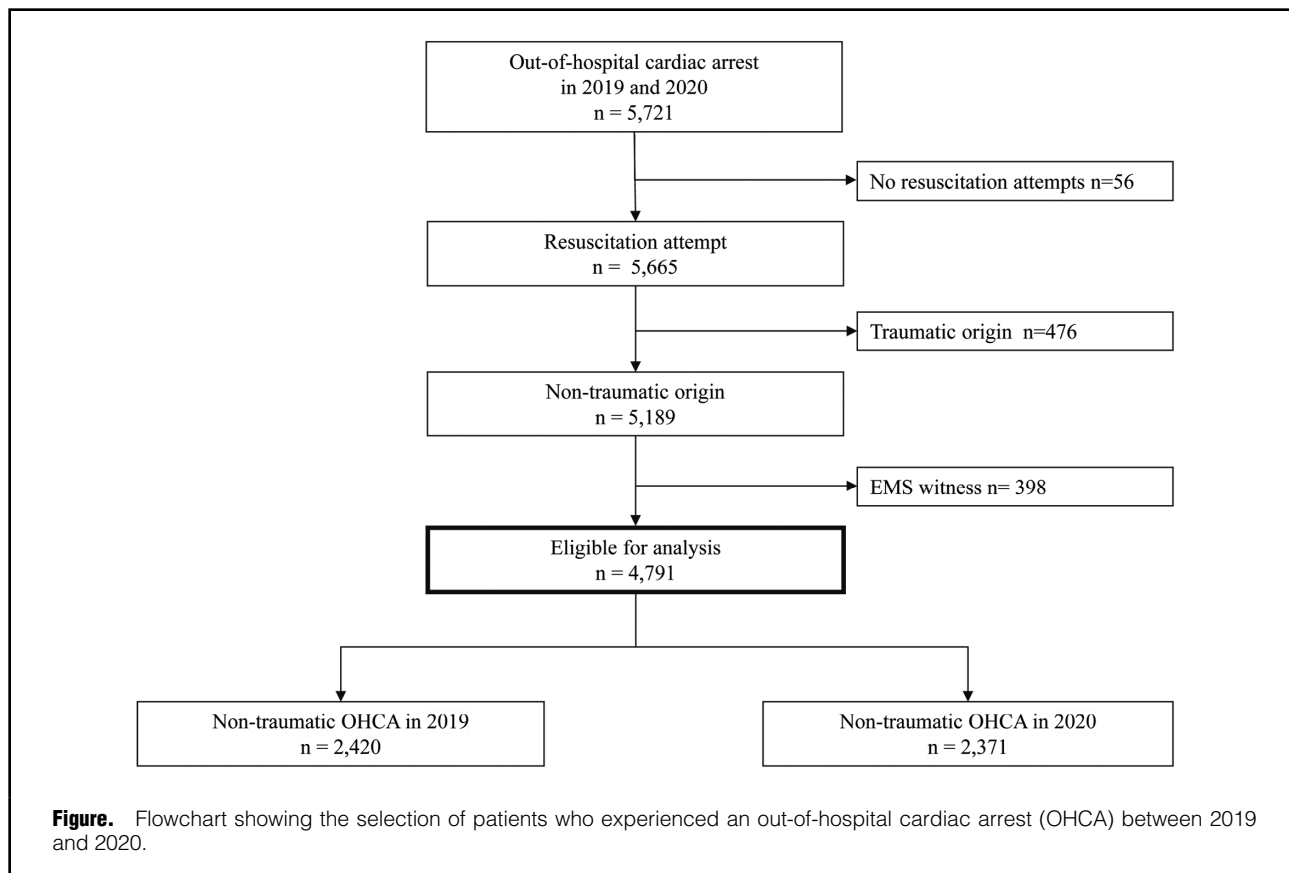 Out-of-hospital cardiac arrest
in 2019 and 2020
n = 5,721
No resuscitation attempts n=56
Resuscitation attempt
n = 5,665
Traumatic origin n=476
Non-traumatic origin
n = 5,189
EMS witness n= 398
Eligible for analysis
n = 4,791
Non-traumatic OHCA in 2019
n = 2,420
Non-traumatic OHCA in 2020
n = 2,371
Figure. Flowchart showing the selection of patients who experienced an out-of-hospital cardiac arrest (OHCA) between 2019
and 2020.